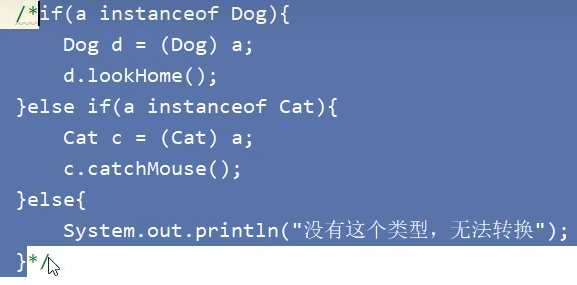 /*if(a instanceof Dog){
    Dog d = (Dog) a;
    d.lookHome();
}else if(a instanceof Cat){
    Cat c = (Cat) a;
    c.catchMouse();
}else{
    System.out.println("没有这个类型，无法转换");
}*/